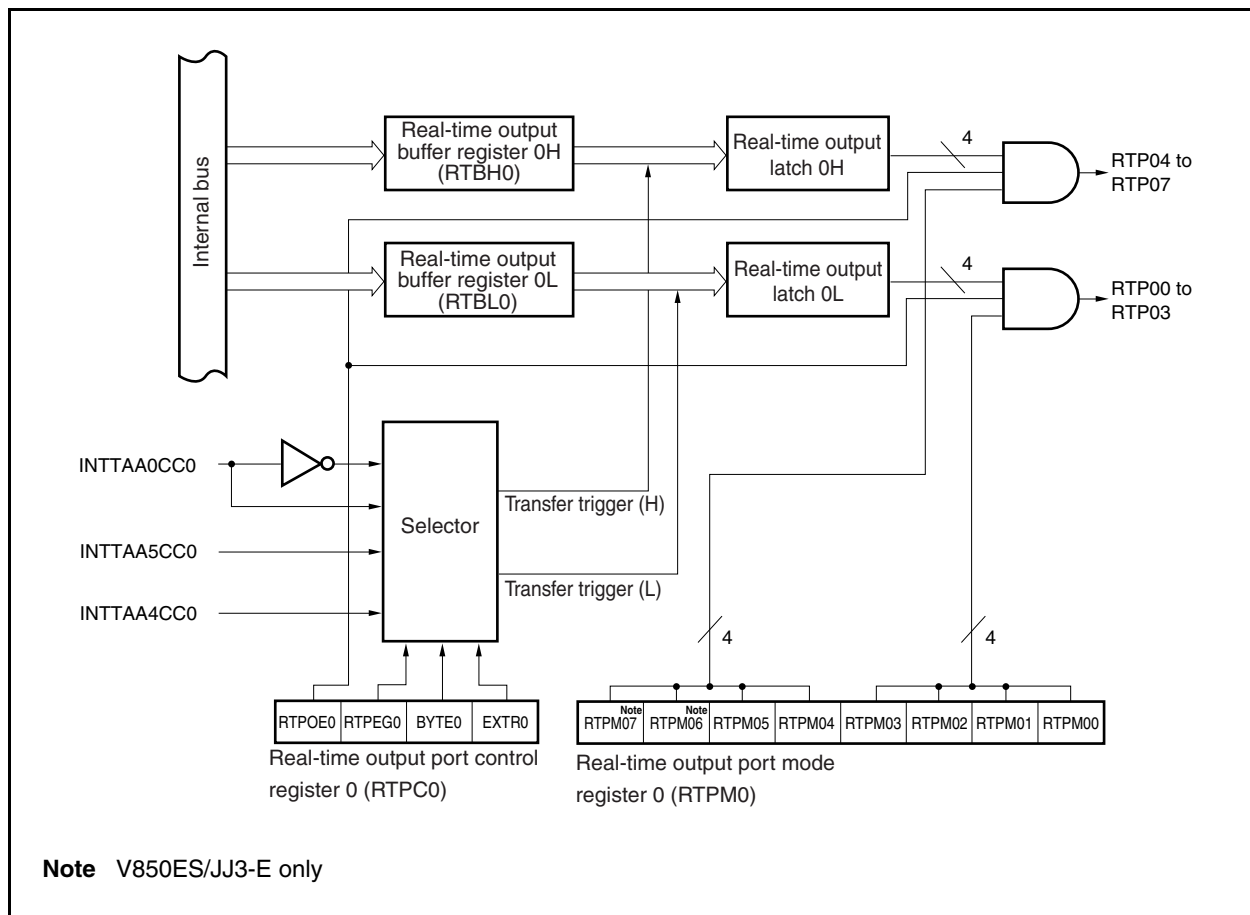 Internal bus
Real-time output
buffer register 0H
(RTBH0)
Real-time output
latch 0H
4
RTP04 to
RTP07
Real-time output
buffer register 0L
(RTBL0)
Real-time output
latch 0L
4
RTP00 to
RTP03
INTTAA0CC0
INTTAA5CC0
INTTAA4CC0
Selector
Transfer trigger (H)
Transfer trigger (L)
4
4
RTPOE0 RTPEG0 BYTE0 EXTR0
Real-time output port control
register 0 (RTPC0)
Note Note
RTPM07 RTPM06 RTPM05 RTPM04 RTPM03 RTPM02 RTPM01 RTPM00
Real-time output port mode
register 0 (RTPM0)
Note V850ES/JJ3-E only